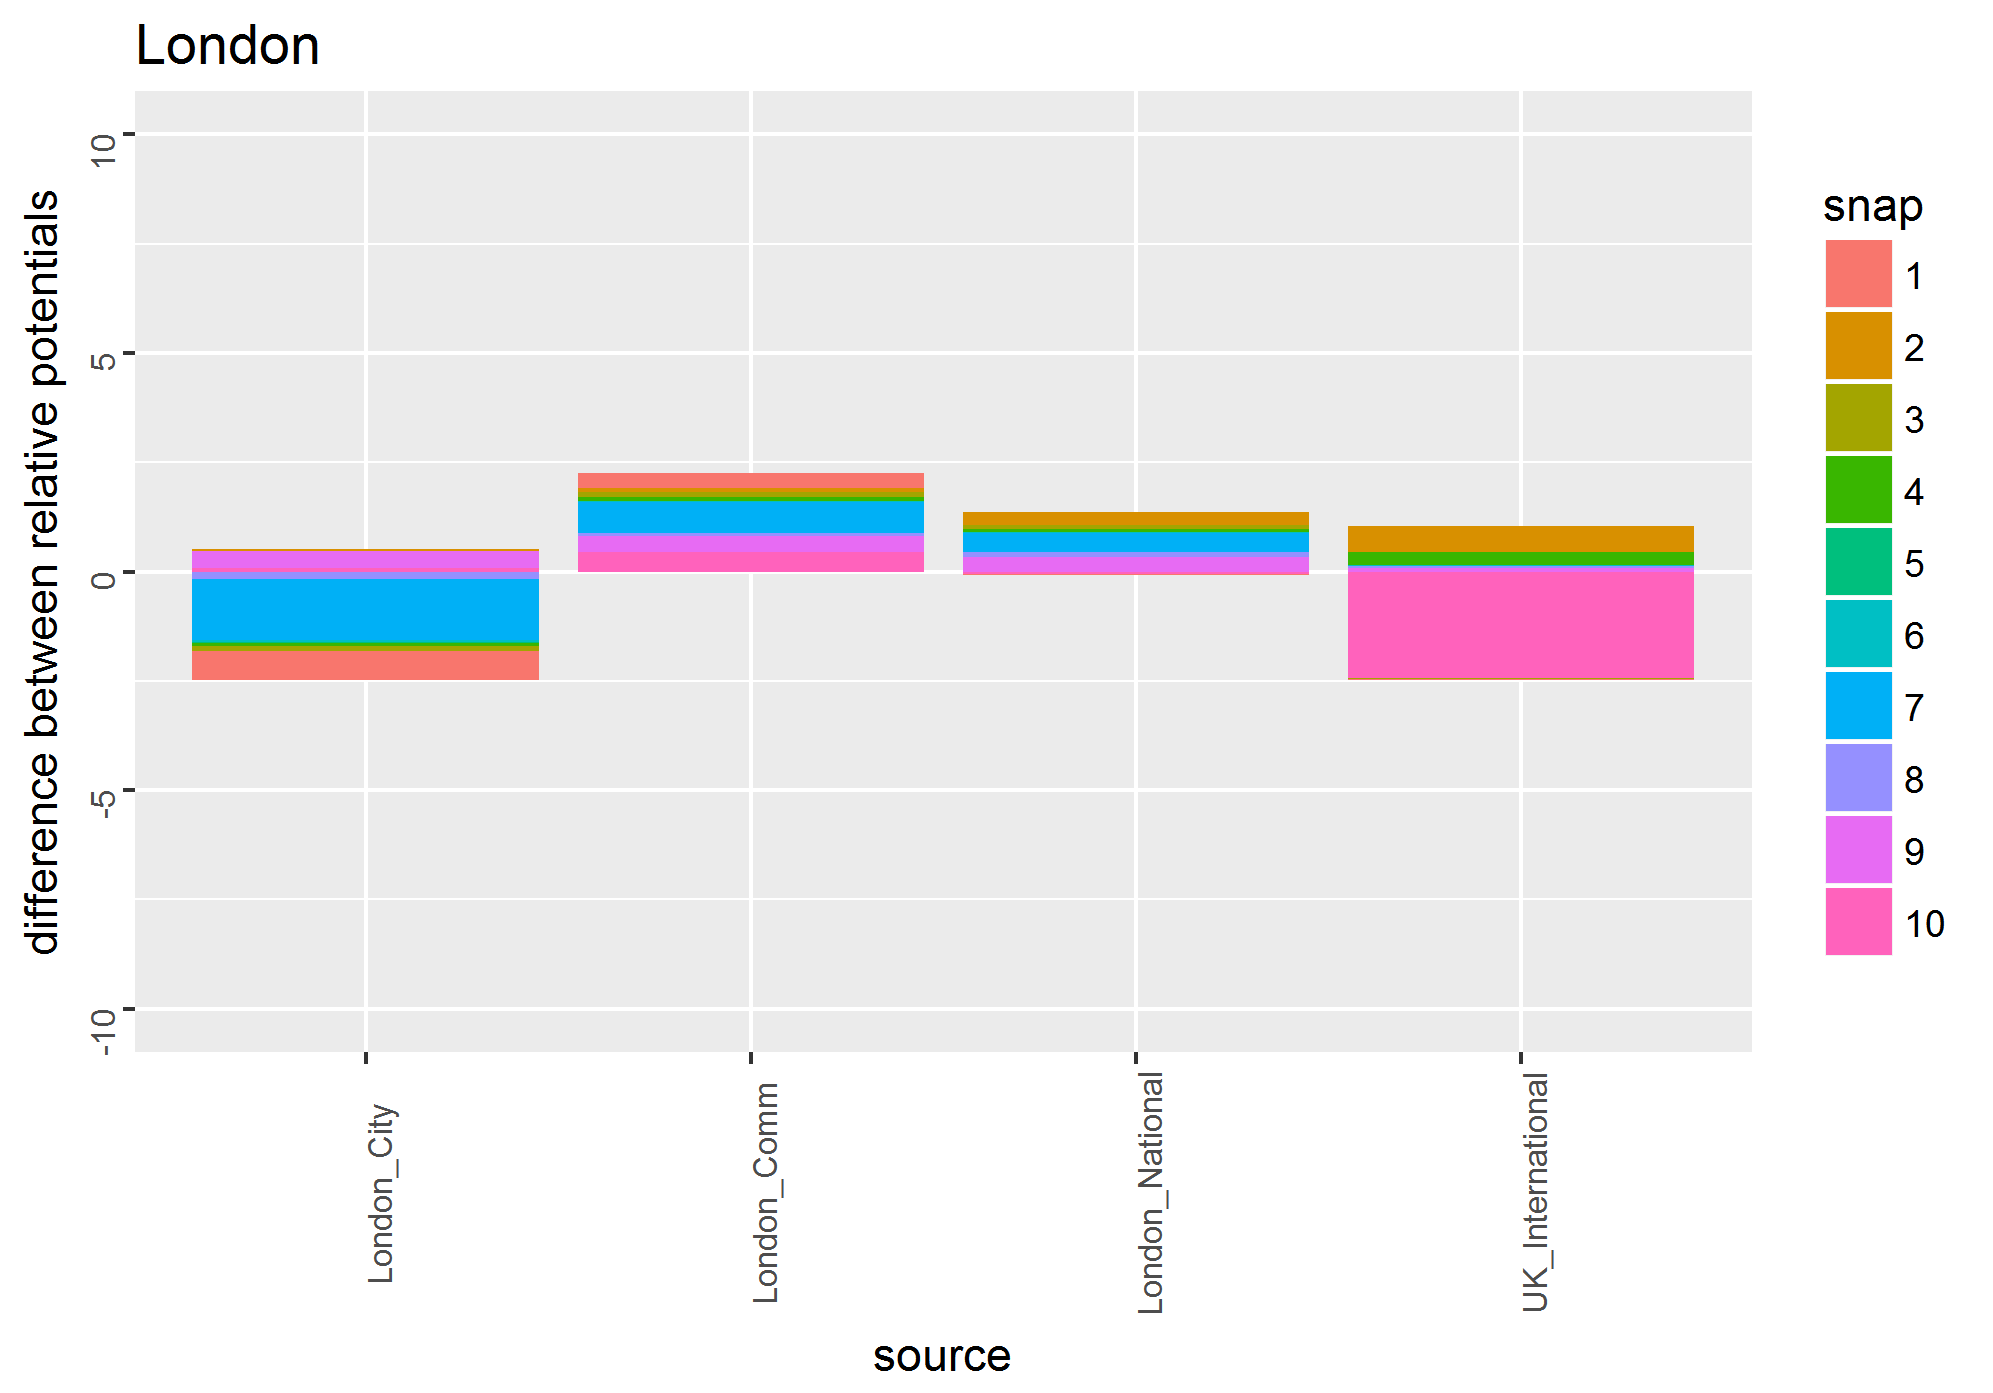 London
difference between relative potentials
10
5
0
-5
-10
London_City
London_Comm
London_National
UK_International
source
snap
1
2
3
4
5
6
7
8
9
10